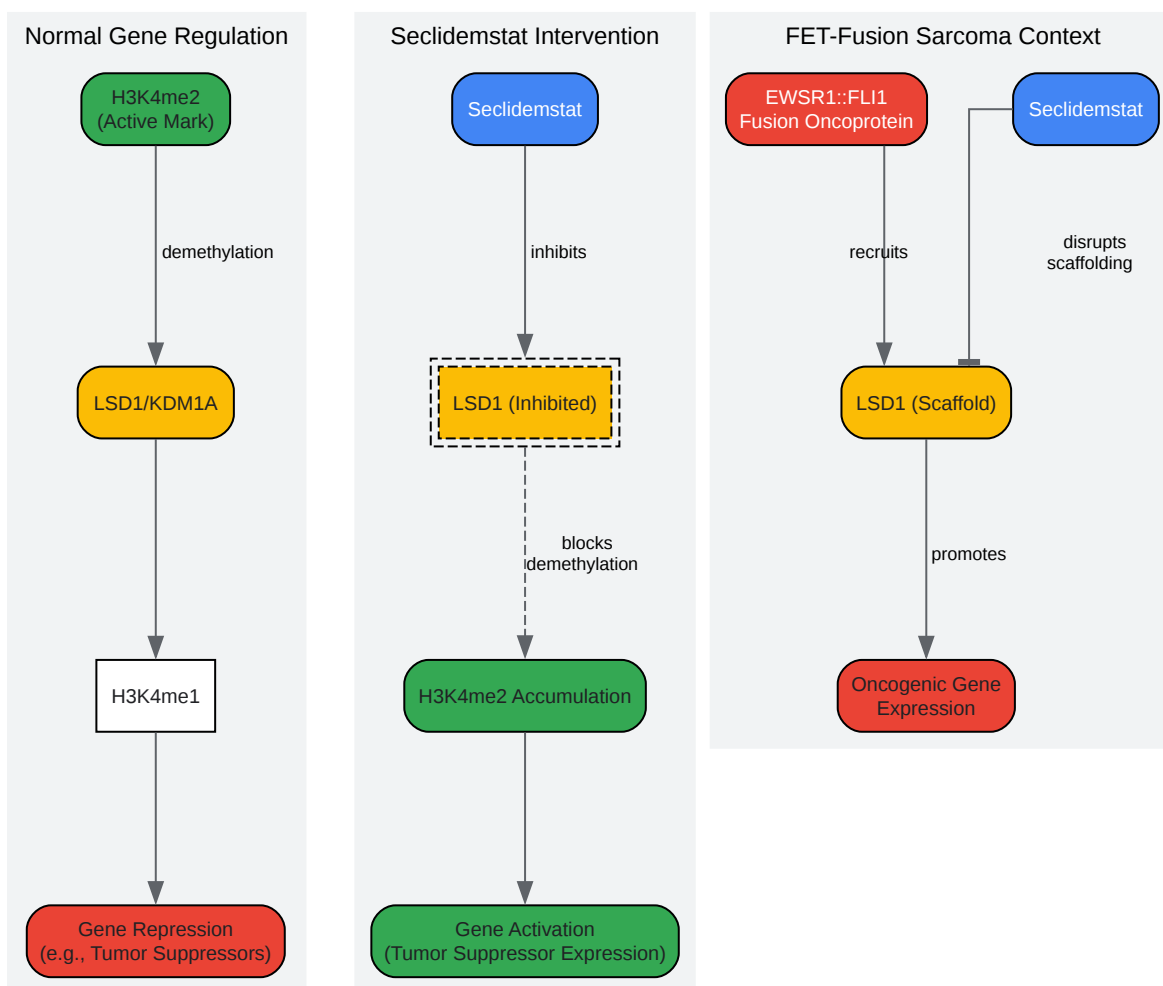 Normal Gene Regulation
H3K4me2
(Active Mark)
demethylation
LSD1/KDM1A
H3K4me1
Gene Repression
(e.g., Tumor Suppressors)
Seclidemstat Intervention
Seclidemstat
inhibits
LSD1 (Inhibited)
blocks
demethylation
H3K4me2 Accumulation
Gene Activation
(Tumor Suppressor Expression)
FET-Fusion Sarcoma Context
EWSR1::FLI1
Fusion Oncoprotein
Seclidemstat
recruits
disrupts
scaffolding
LSD1 (Scaffold)
promotes
Oncogenic Gene
Expression